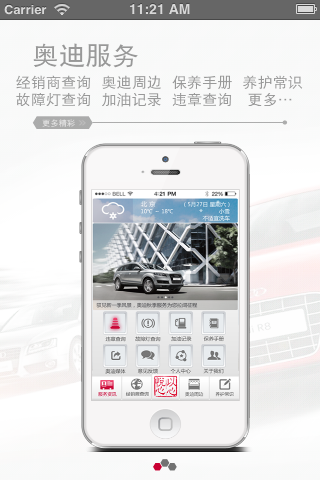 Carrier 11:21 AM
奥迪服务
经销商查询 奥迪周边 保养手册 养护常识
故障灯查询 加油记录 违章查询 更多…
更多精彩
BELL 4:21 PM 22%
北京 (5月27日 星期六)
10℃ ~ 18℃ 小雪
不适宜洗车
违章查询 故障灯查询 加油记录 保养手册
奥迪媒体 意见反馈 个人中心 关于我们
服务资讯 经销商查询 奥迪周边 养护常识